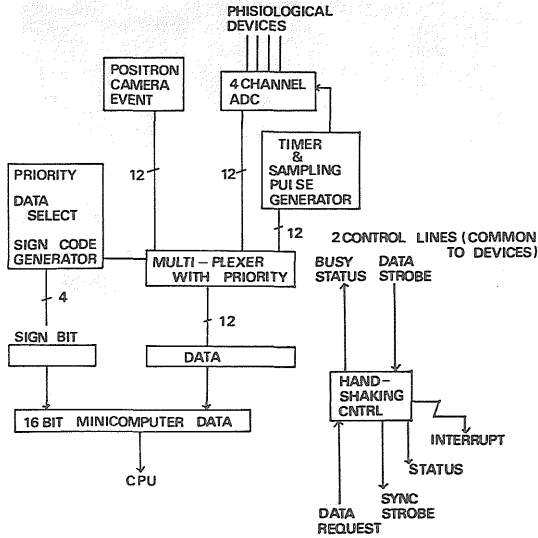 PHISIOLOGICAL
DEVICES
POSITRON
CAMERA
EVENT
4 CHANNEL
ADC
TIMER
&
SAMPLING
PULSE
GENERATOR
PRIORITY
DATA
SELECT
SIGN CODE
GENERATOR
12
12
12
MULTI-PLEXER
WITH PRIORITY
2 CONTROL LINES (COMMON
TO DEVICES)
BUSY
STATUS
DATA
STROBE
4
12
SIGN BIT
DATA
16 BIT MINICOMPUTER DATA
CPU
HAND-
SHAKING
CNTRL
INTERRUPT
STATUS
SYNC
STROBE
DATA
REQUEST